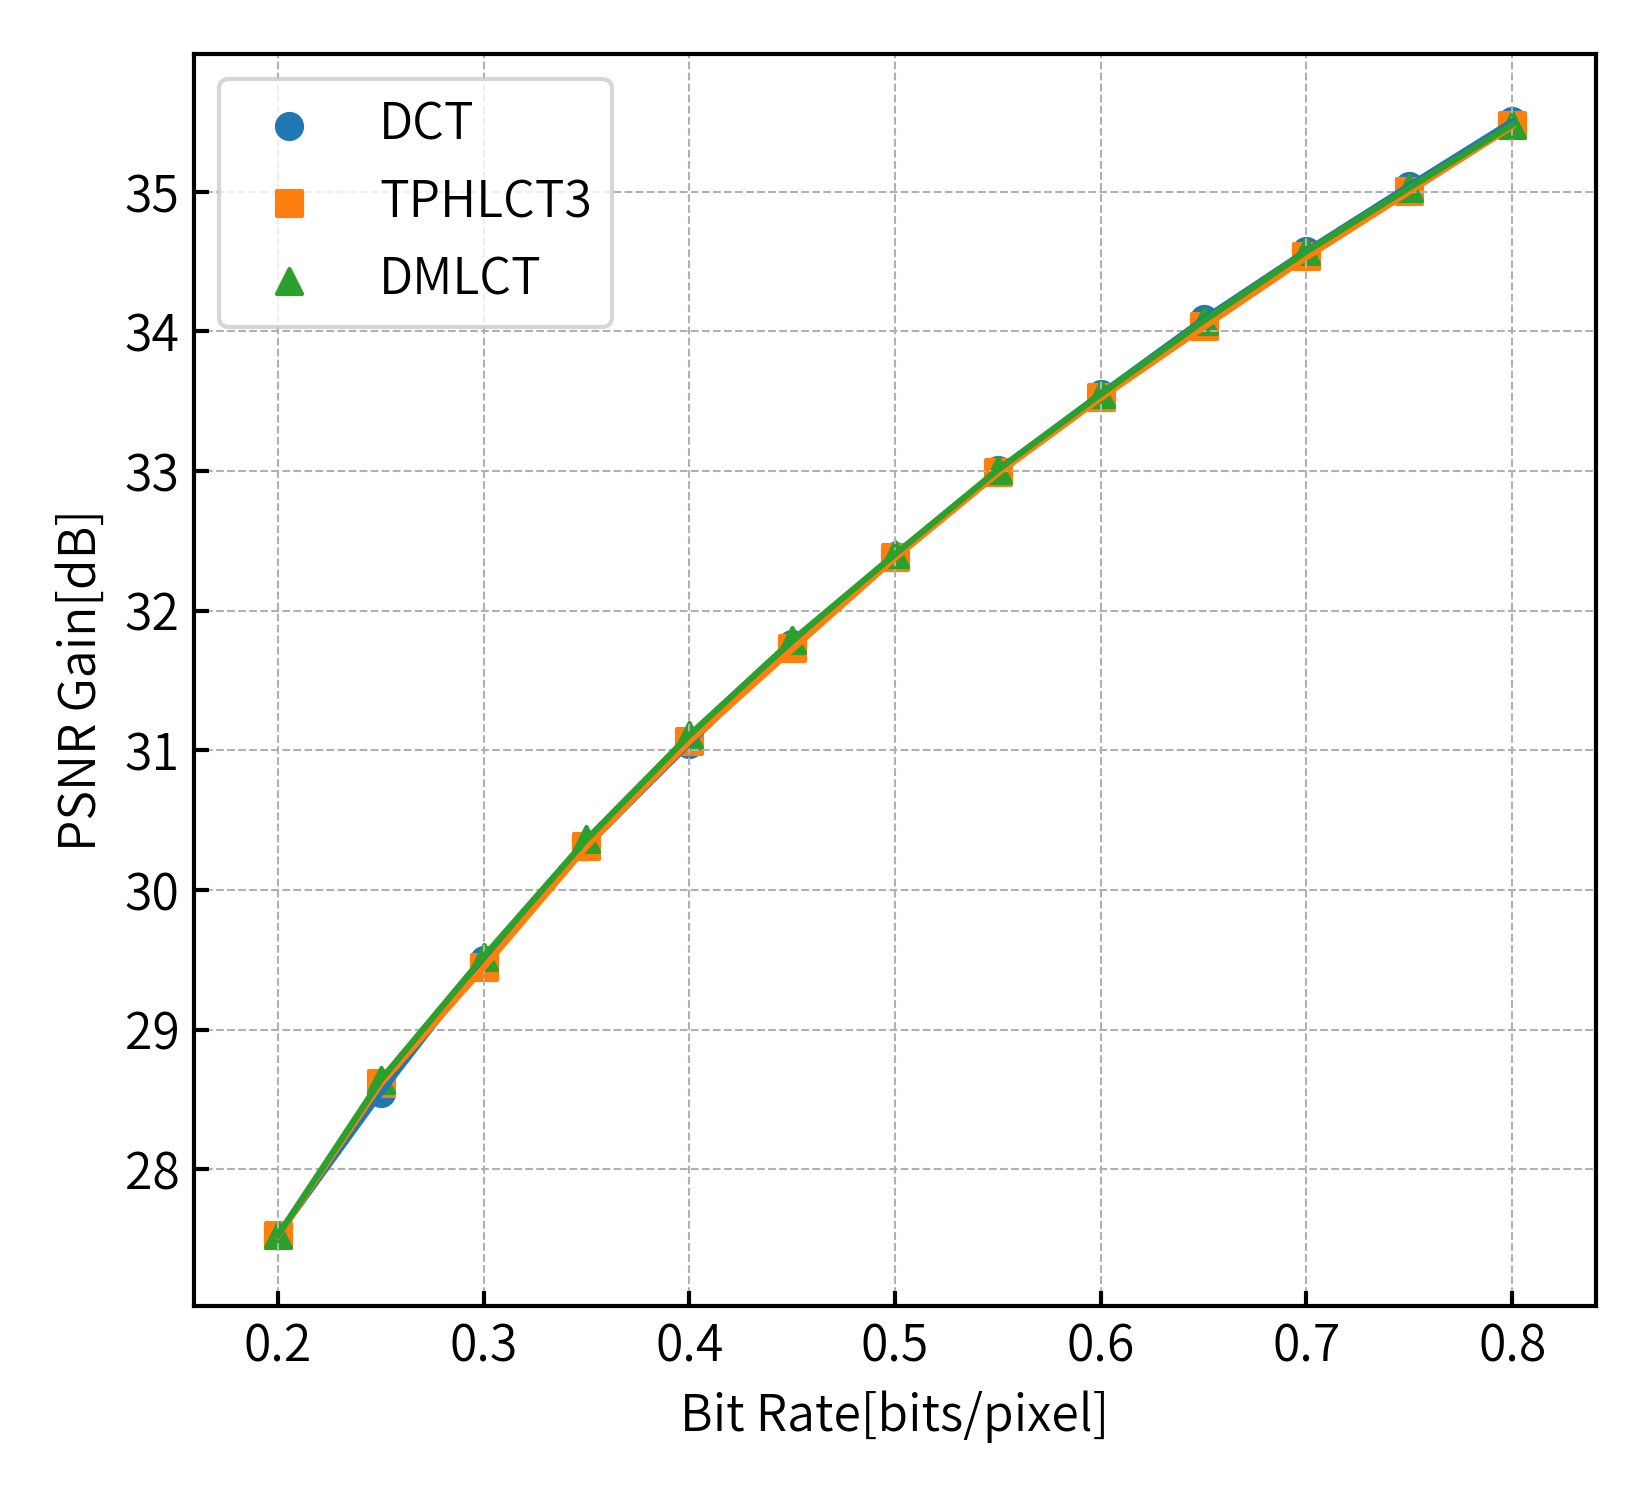 DCT
TPHLCT3
DMLCT
35
34
33
32
31
30
29
28
PSNR Gain[dB]
0.2 0.3 0.4 0.5 0.6 0.7 0.8
Bit Rate[bits/pixel]